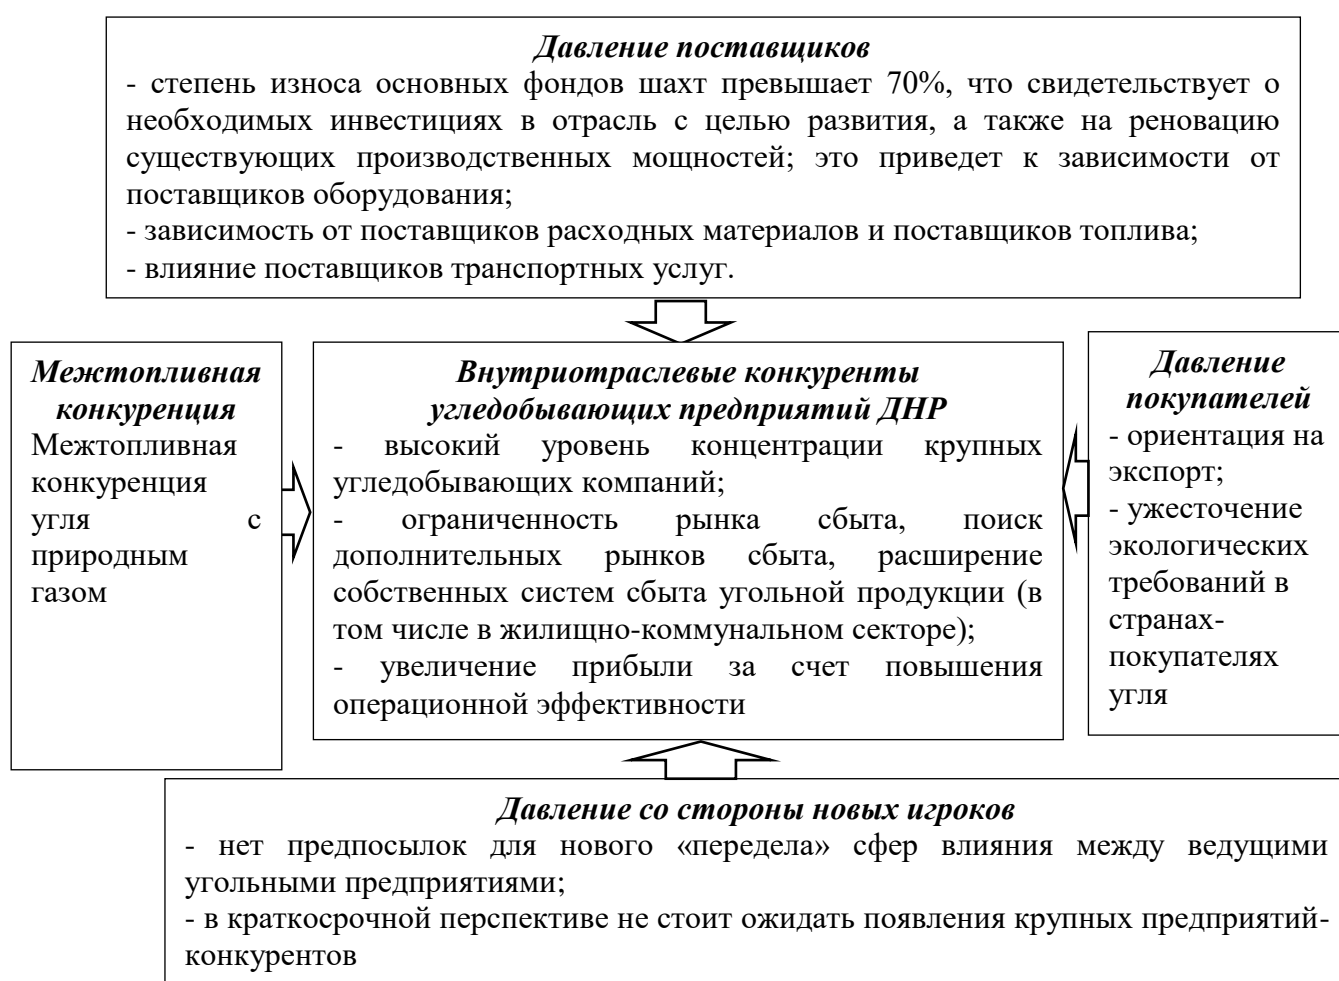 Давление поставщиков
- степень износа основных фондов шахт превышает 70%, что свидетельствует о
необходимых инвестициях в отрасль с целью развития, а также на реновацию
существующих производственных мощностей; это приведет к зависимости от
поставщиков оборудования;
- зависимость от поставщиков расходных материалов и поставщиков топлива;
- влияние поставщиков транспортных услуг.
Межтопливная
конкуренция
Межтопливная
конкуренция
угля с
природным
газом
Внутриотраслевые конкуренты
угледобывающих предприятий ДНР
- высокий уровень концентрации крупных
угледобывающих компаний;
- ограниченность рынка сбыта, поиск
дополнительных рынков сбыта, расширение
собственных систем сбыта угольной продукции (в
том числе в жилищно-коммунальном секторе);
- увеличение прибыли за счет повышения
операционной эффективности
Давление
покупателей
- ориентация на
экспорт;
- ужесточение
экологических
требований в
странах-
покупателях
угля
Давление со стороны новых игроков
- нет предпосылок для нового «передела» сфер влияния между ведущими
угольными предприятиями;
- в краткосрочной перспективе не стоит ожидать появления крупных предприятий-
конкурентов